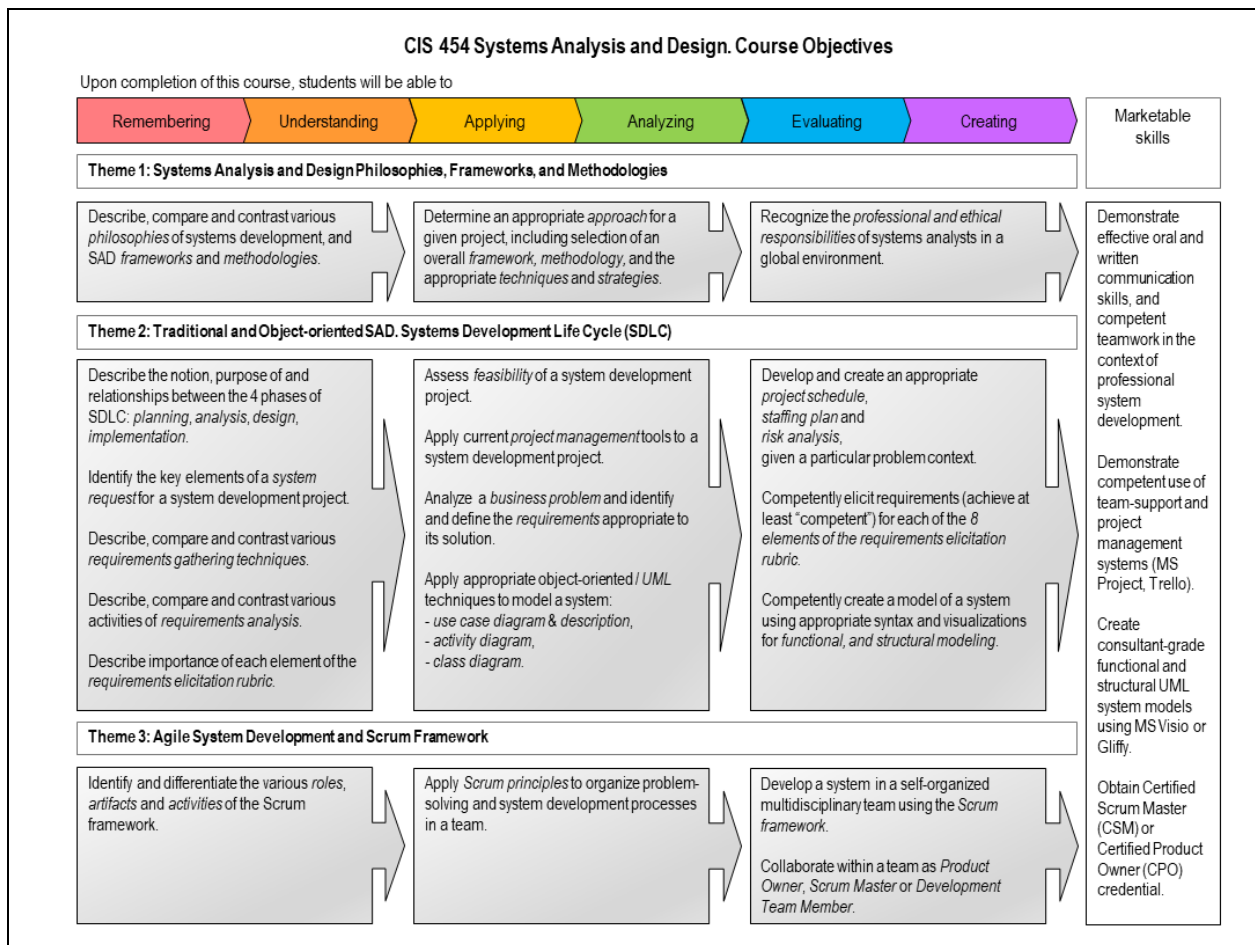 CIS 454 Systems Analysis and Design. Course Objectives
Upon completion of this course, students will be able to
Remembering
Understanding
Applying
Analyzing
Evaluating
Creating
Marketable
skills
Theme 1: Systems Analysis and Design Philosophies, Frameworks, and Methodologies
Describe, compare and contrast various
philosophies of systems development, and
SAD frameworks and methodologies.
Determine an appropriate approach for a
given project, including selection of an
overall framework, methodology, and the
appropriate techniques and strategies.
Recognize the professional and ethical
responsibilities of systems analysts in a
global environment.
Theme 2: Traditional and Object-oriented SAD. Systems Development Life Cycle (SDLC)
Describe the notion, purpose of and
relationships between the 4 phases of
SDLC: planning, analysis, design,
implementation.
Identify the key elements of a system
request for a system development project.
Describe, compare and contrast various
requirements gathering techniques.
Describe, compare and contrast various
activities of requirements analysis.
Describe importance of each element of the
requirements elicitation rubric.
Assess feasibility of a system development
project.
Apply current project management tools to a
system development project.
Analyze a business problem and identify
and define the requirements appropriate to
its solution.
Apply appropriate object-oriented / UML
techniques to model a system:
- use case diagram & description,
- activity diagram,
- class diagram.
Develop and create an appropriate
project schedule,
staffing plan and
risk analysis,
given a particular problem context.
Competently elicit requirements (achieve at
least “competent”) for each of the 8
elements of the requirements elicitation
rubric.
Competently create a model of a system
using appropriate syntax and visualizations
for functional, and structural modeling.
Theme 3: Agile System Development and Scrum Framework
Identify and differentiate the various roles,
artifacts and activities of the Scrum
framework.
Apply Scrum principles to organize problem-
solving and system development processes
in a team.
Develop a system in a self-organized
multidisciplinary team using the Scrum
framework.
Collaborate within a team as Product
Owner, Scrum Master or Development
Team Member.
Demonstrate
effective oral and
written
communication
skills, and
competent
teamwork in the
context of
professional
system
development.
Demonstrate
competent use of
team-support and
project
management
systems (MS
Project, Trello).
Create
consultant-grade
functional and
structural UML
system models
using MS Visio or
Gliffy.
Obtain Certified
Scrum Master
(CSM) or
Certified Product
Owner (CPO)
credential.